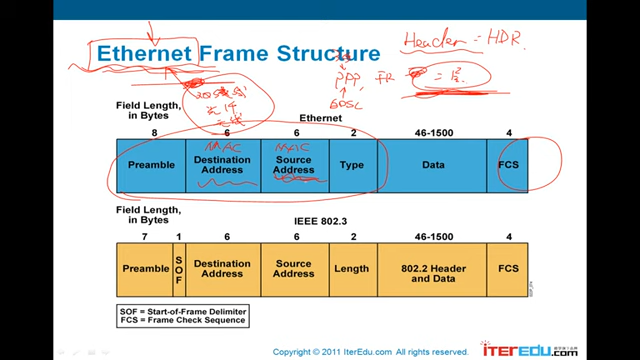 Ethernet Frame Structure
Header = HDR
PPP, FR
ADSL
Field Length,
in Bytes
Ethernet
8 6 6 2 46-1500 4
MAC MAC
Preamble Destination Address Source Address Type Data FCS
Field Length,
in Bytes
IEEE 802.3
7 1 6 6 2 46-1500 4
Preamble SOF Destination Address Source Address Length 802.2 Header and Data FCS
SOF = Start-of-Frame Delimiter
FCS = Frame Check Sequence
Copyright © 2011 IterEdu.com All rights reserved.
iTEREDU.com